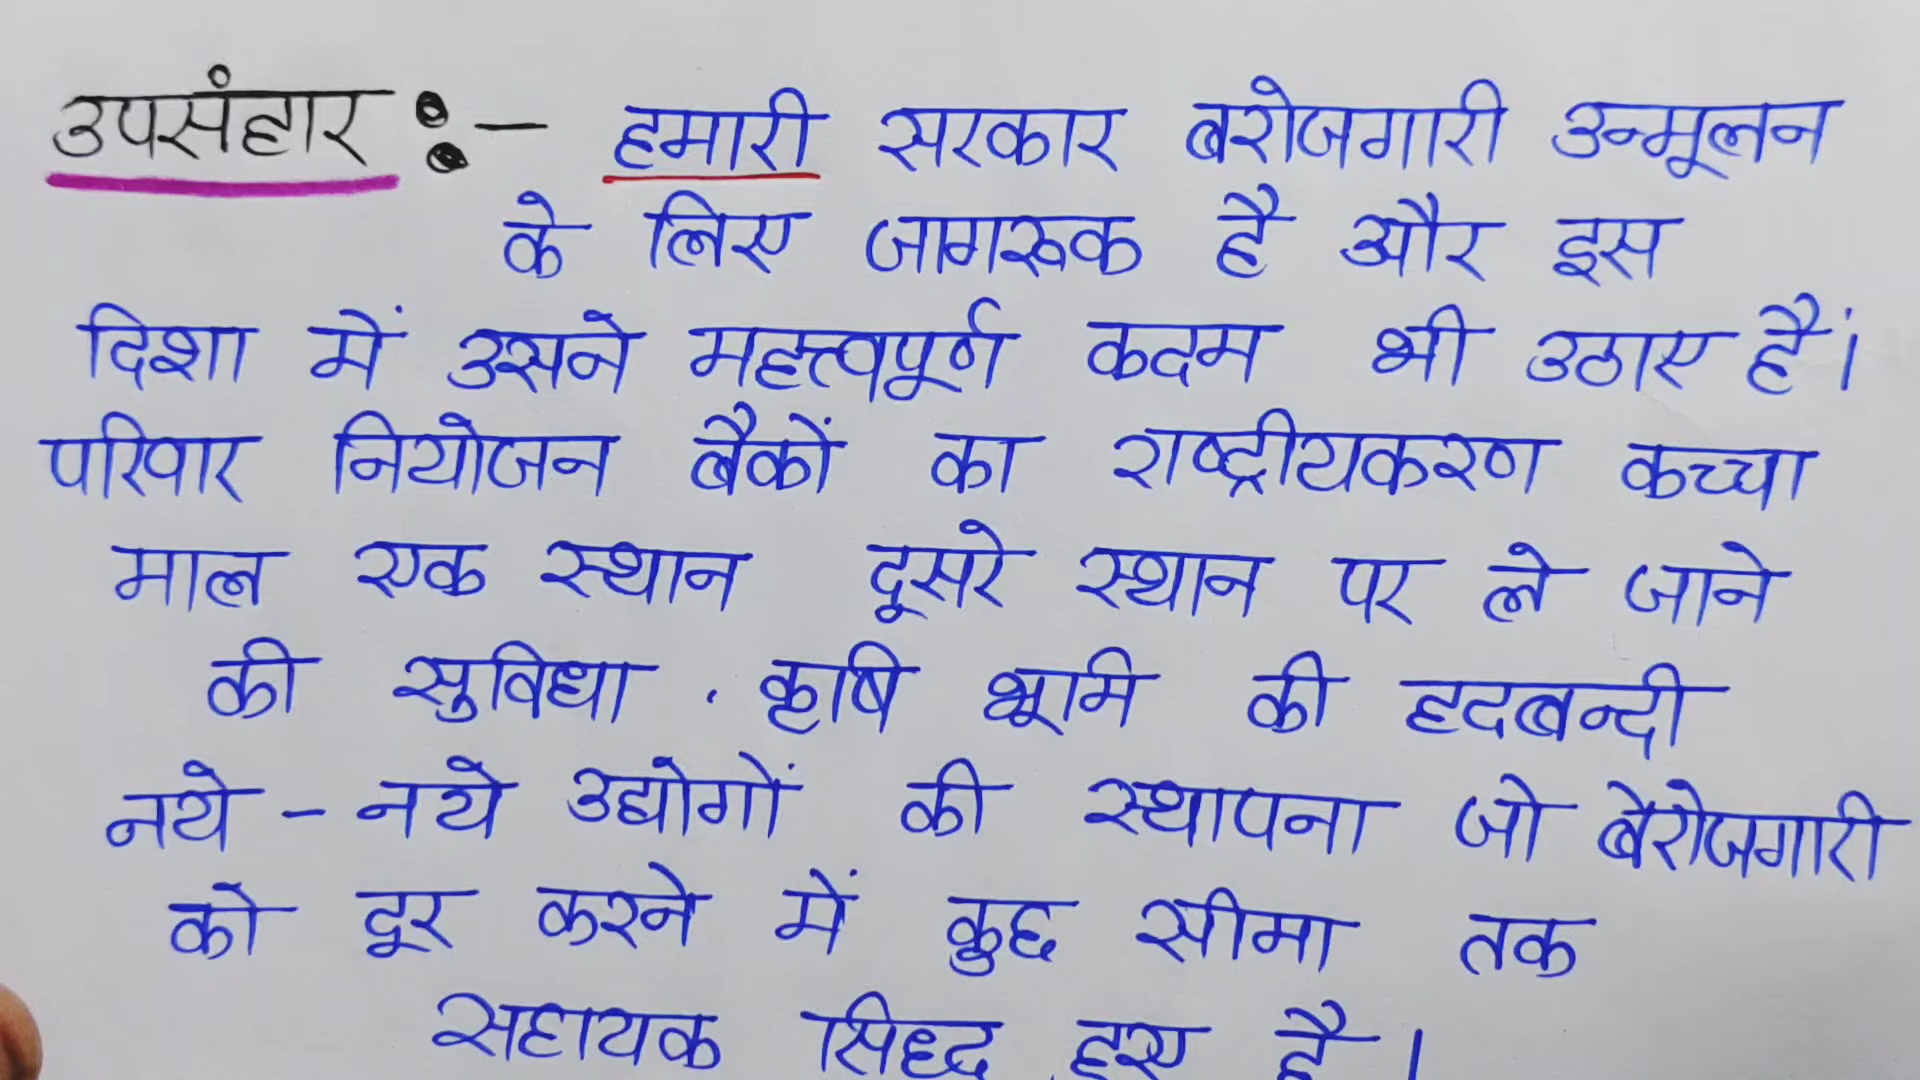 उपसंहार :- हमारी सरकार बरोजगारी उन्मूलन
के लिए जागरूक है और इस
दिशा में उसने महत्त्वपूर्ण कदम भी उठाए हैं।
परिवार नियोजन बैकों का राष्ट्रीयकरण कच्चा
माल एक स्थान दूसरे स्थान पर ले जाने
की सुविधा . कृषि भूमि की हदबन्दी
नये - नये उद्योगों की स्थापना जो बेरोजगारी
को दूर करने में कुछ सीमा तक
सहायक सिध्द हुए है।